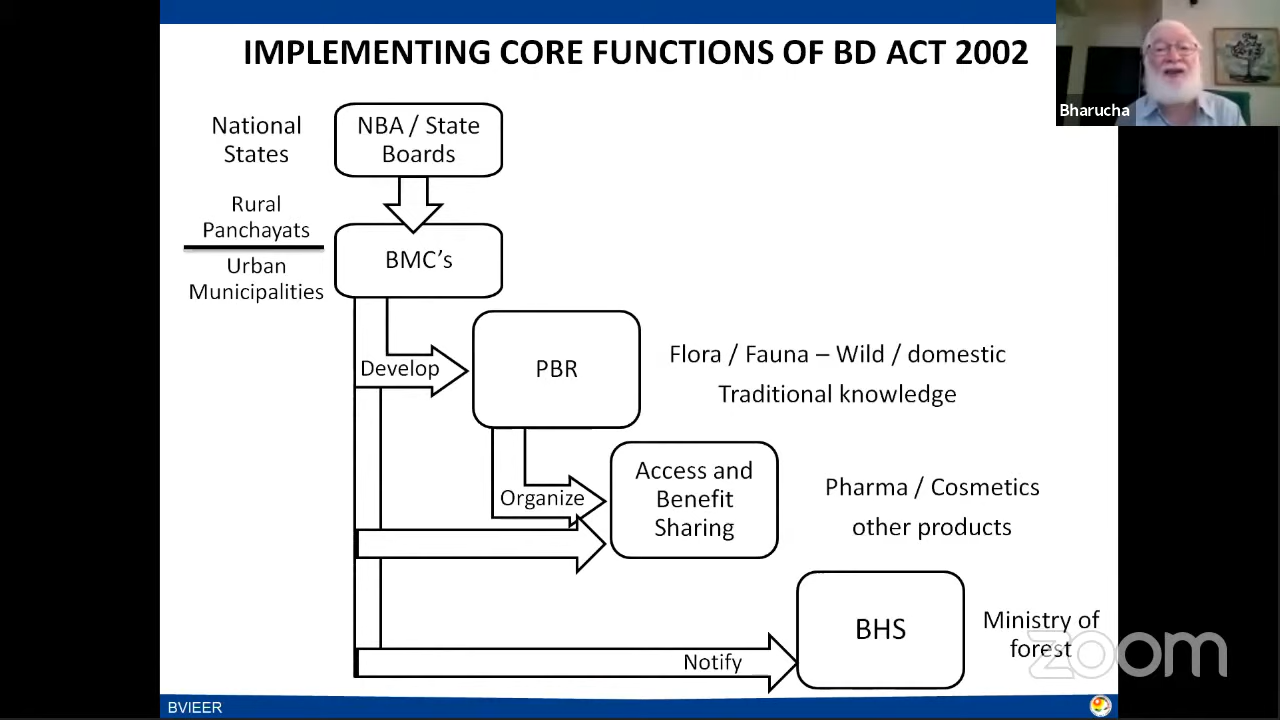 IMPLEMENTING CORE FUNCTIONS OF BD ACT 2002
Bharucha
National
States
NBA / State
Boards
Rural
Panchayats
Urban
Municipalities
BMC's
Develop
PBR
Flora / Fauna – Wild / domestic
Traditional knowledge
Organize
Access and
Benefit
Sharing
Pharma / Cosmetics
other products
Notify
BHS
Ministry of
forest
zoom
BVIEER